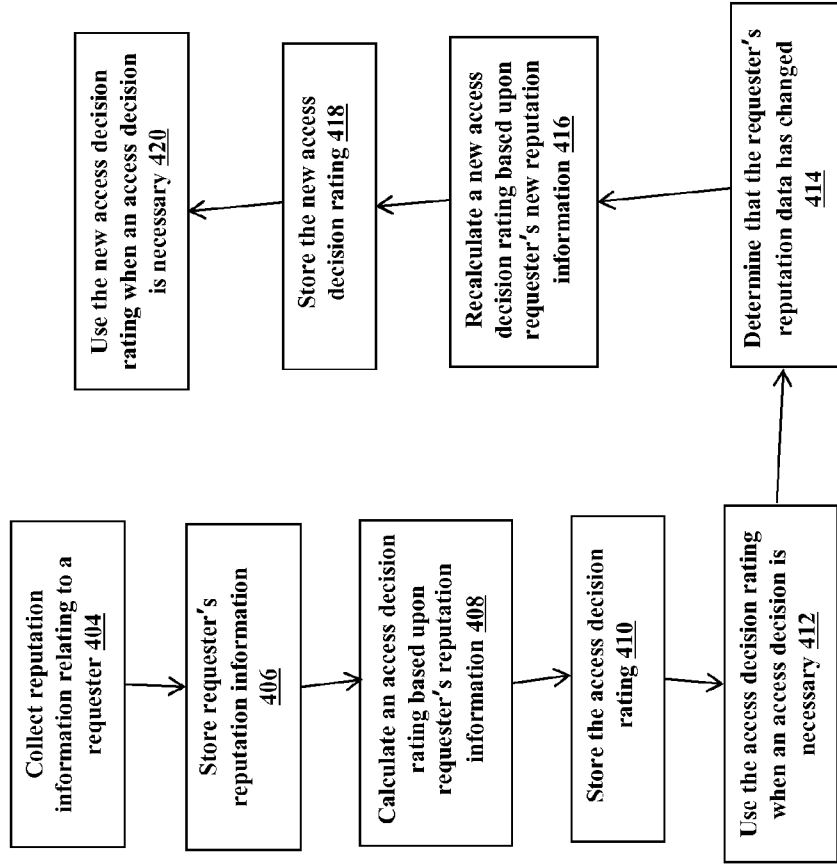 Collect reputation
information relating to a
requester 404
Store requester's
reputation information
406
Calculate an access decision
rating based upon
requester's reputation
information 408
Store the access decision
rating 410
Use the access decision rating
when an access decision is
necessary 412
Determine that the requester's
reputation data has changed
414
Recalculate a new access
decision rating based upon
requester's new reputation
information 416
Store the new access
decision rating 418
Use the new access decision
rating when an access decision
is necessary 420